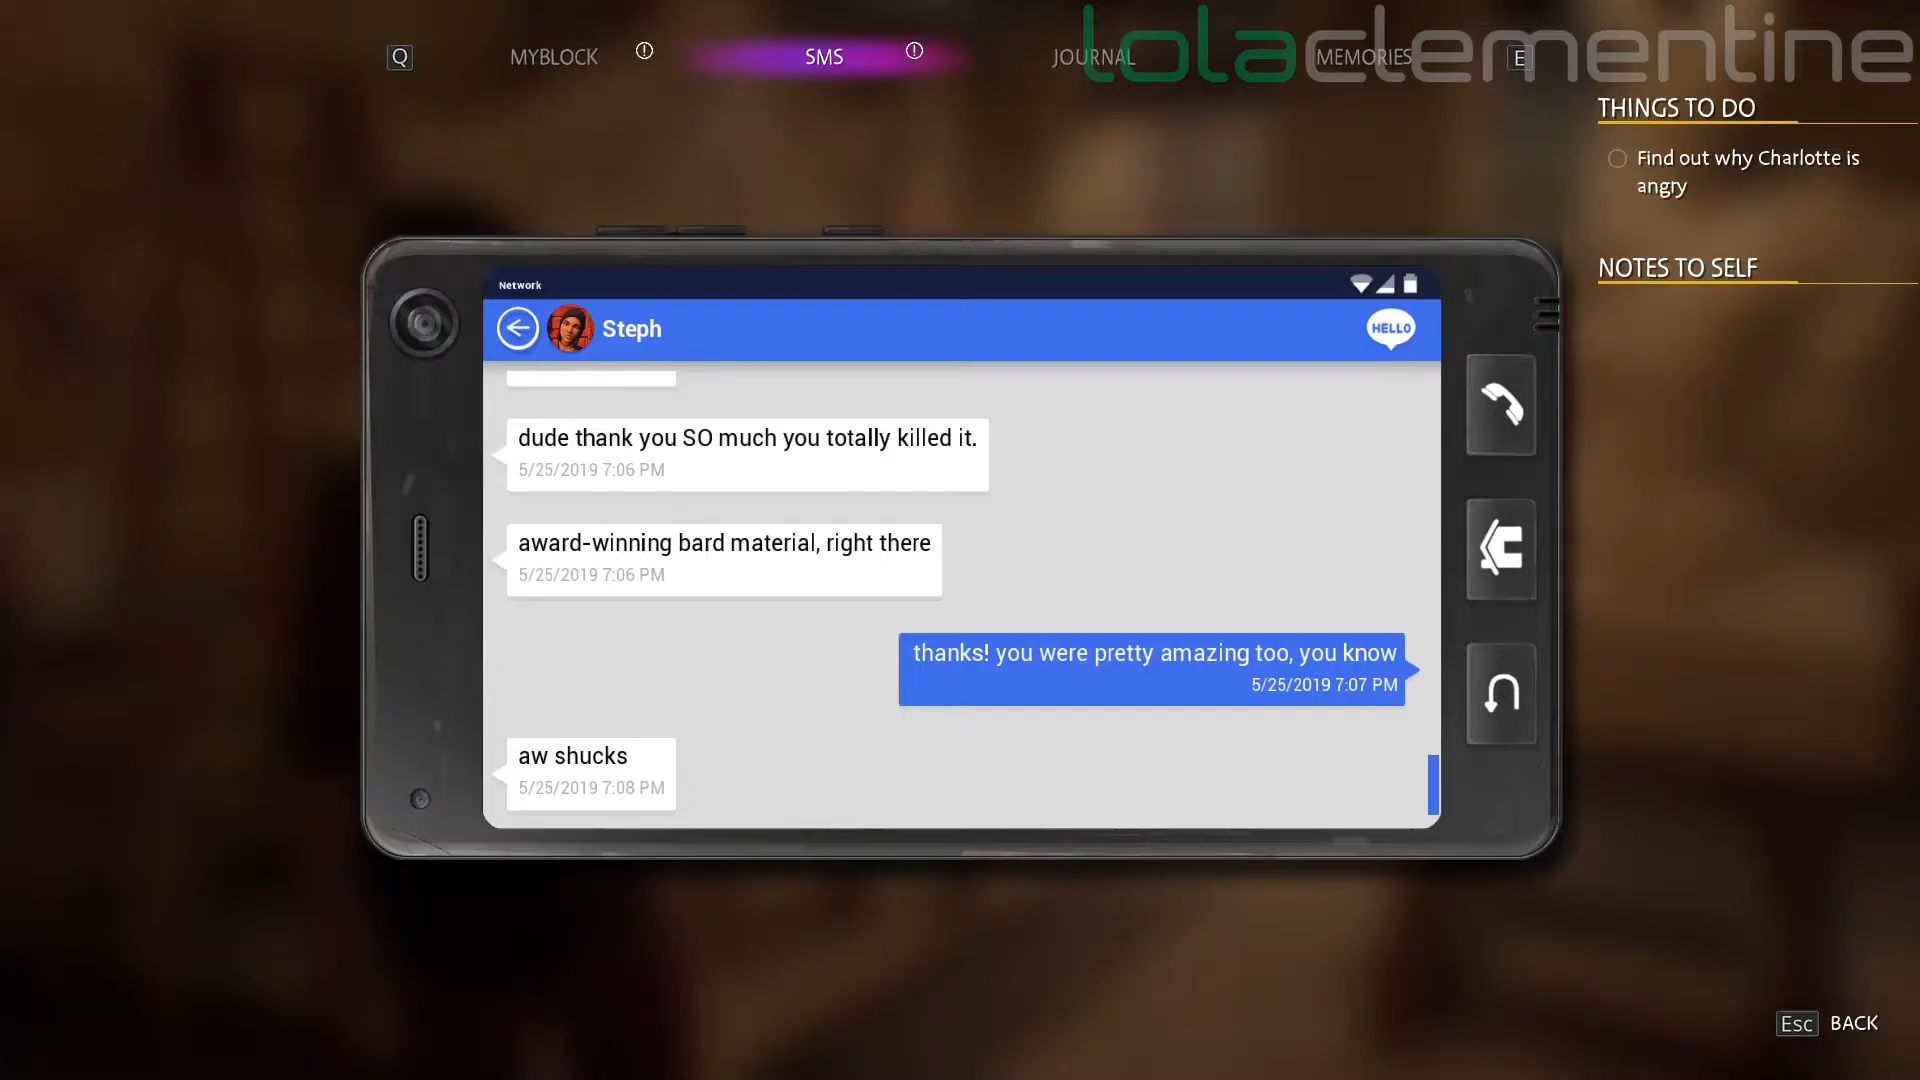 lolaclementine
Q MYBLOCK SMS JOURNAL MEMORIES E
THINGS TO DO
Find out why Charlotte is
angry
NOTES TO SELF
Network
Steph
HELLO
dude thank you SO much you totally killed it.
5/25/2019 7:06 PM
award-winning bard material, right there
5/25/2019 7:06 PM
thanks! you were pretty amazing too, you know
5/25/2019 7:07 PM
aw shucks
5/25/2019 7:08 PM
Esc BACK